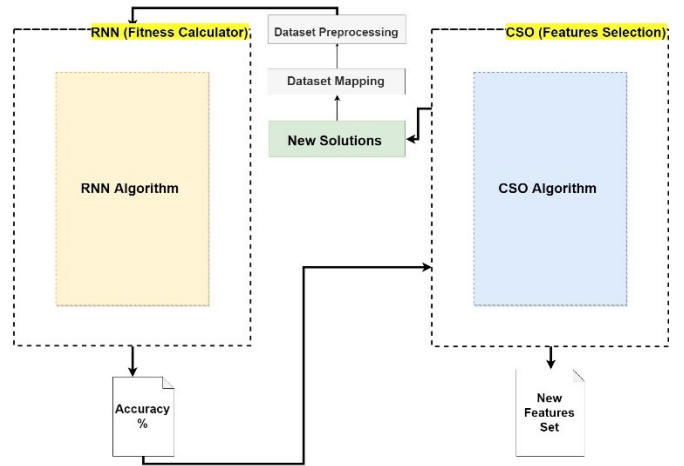 RNN (Fitness Calculator)
Dataset Preprocessing
CSO (Features Selection)
Dataset Mapping
New Solutions
RNN Algorithm
CSO Algorithm
Accuracy
%
New
Features
Set